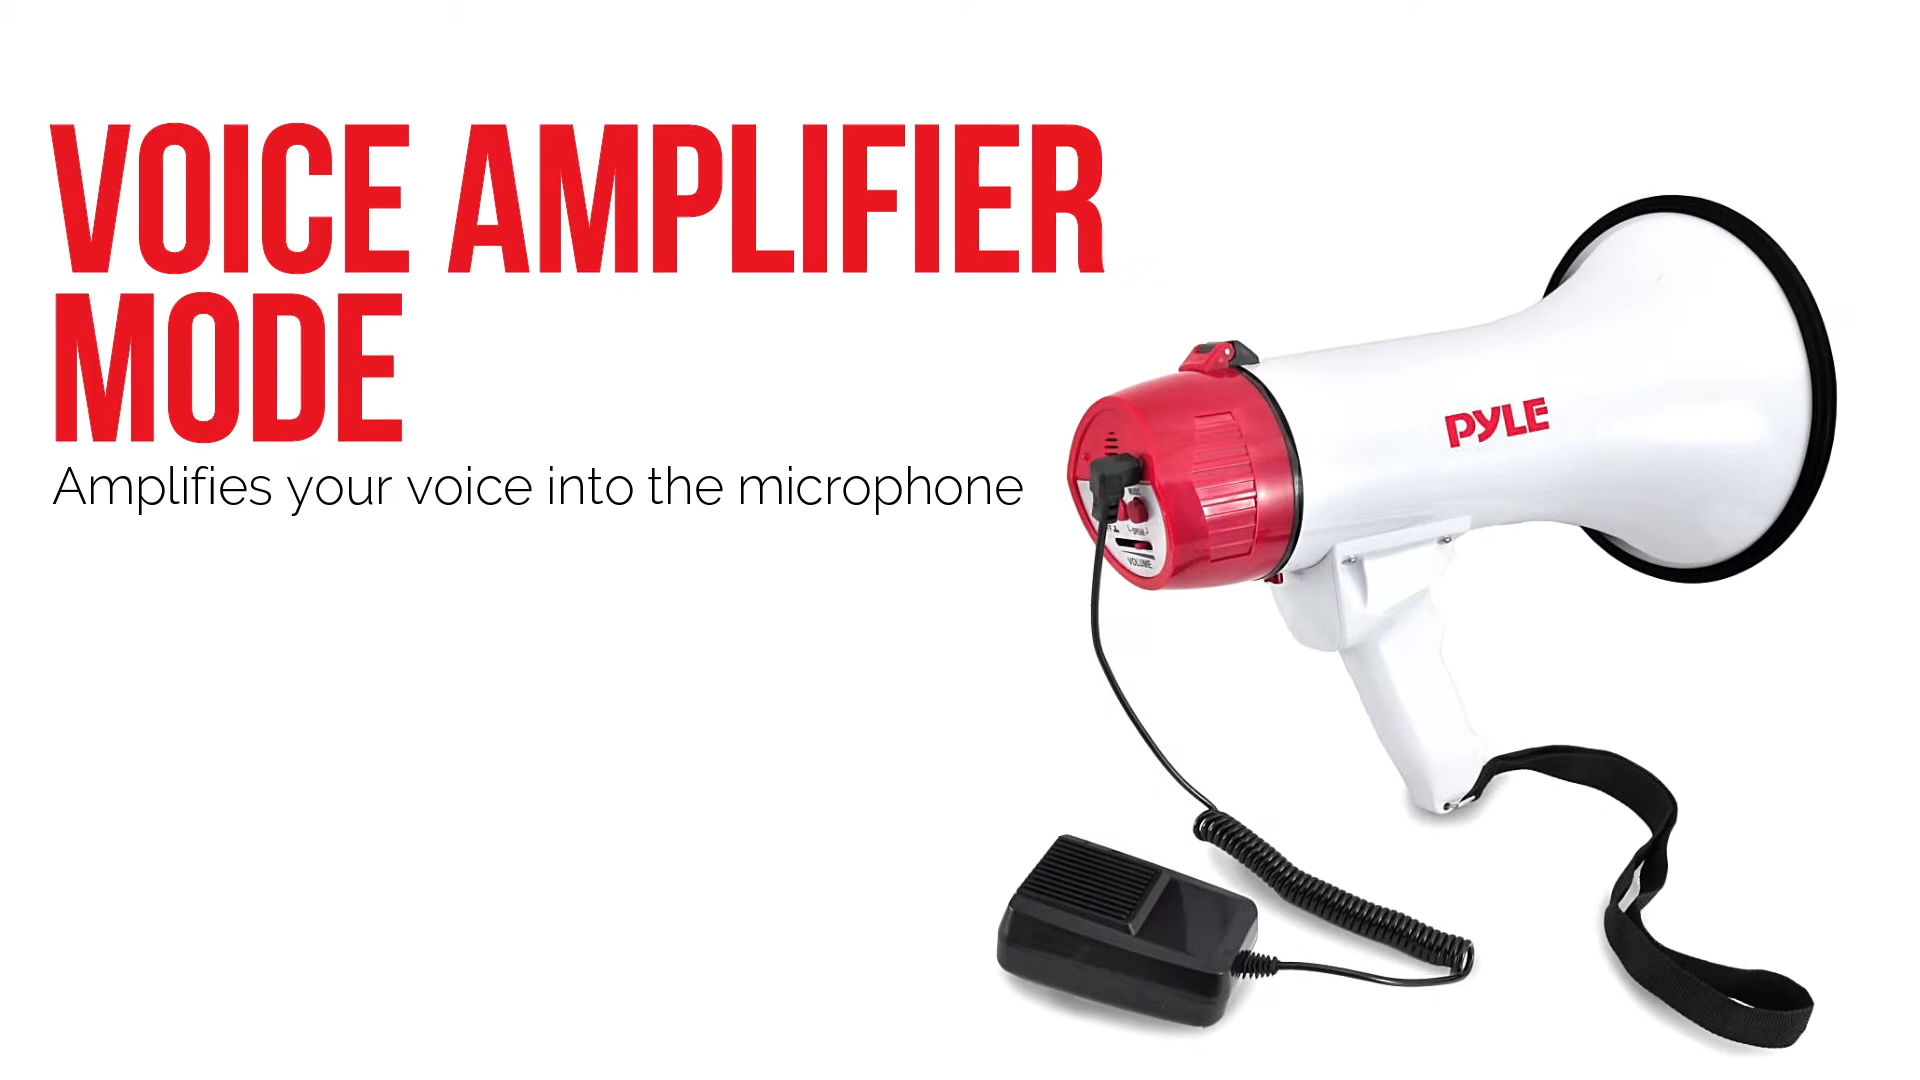 VOICE AMPLIFIER
MODE
Amplifies your voice into the microphone
PYLE
VOLUME